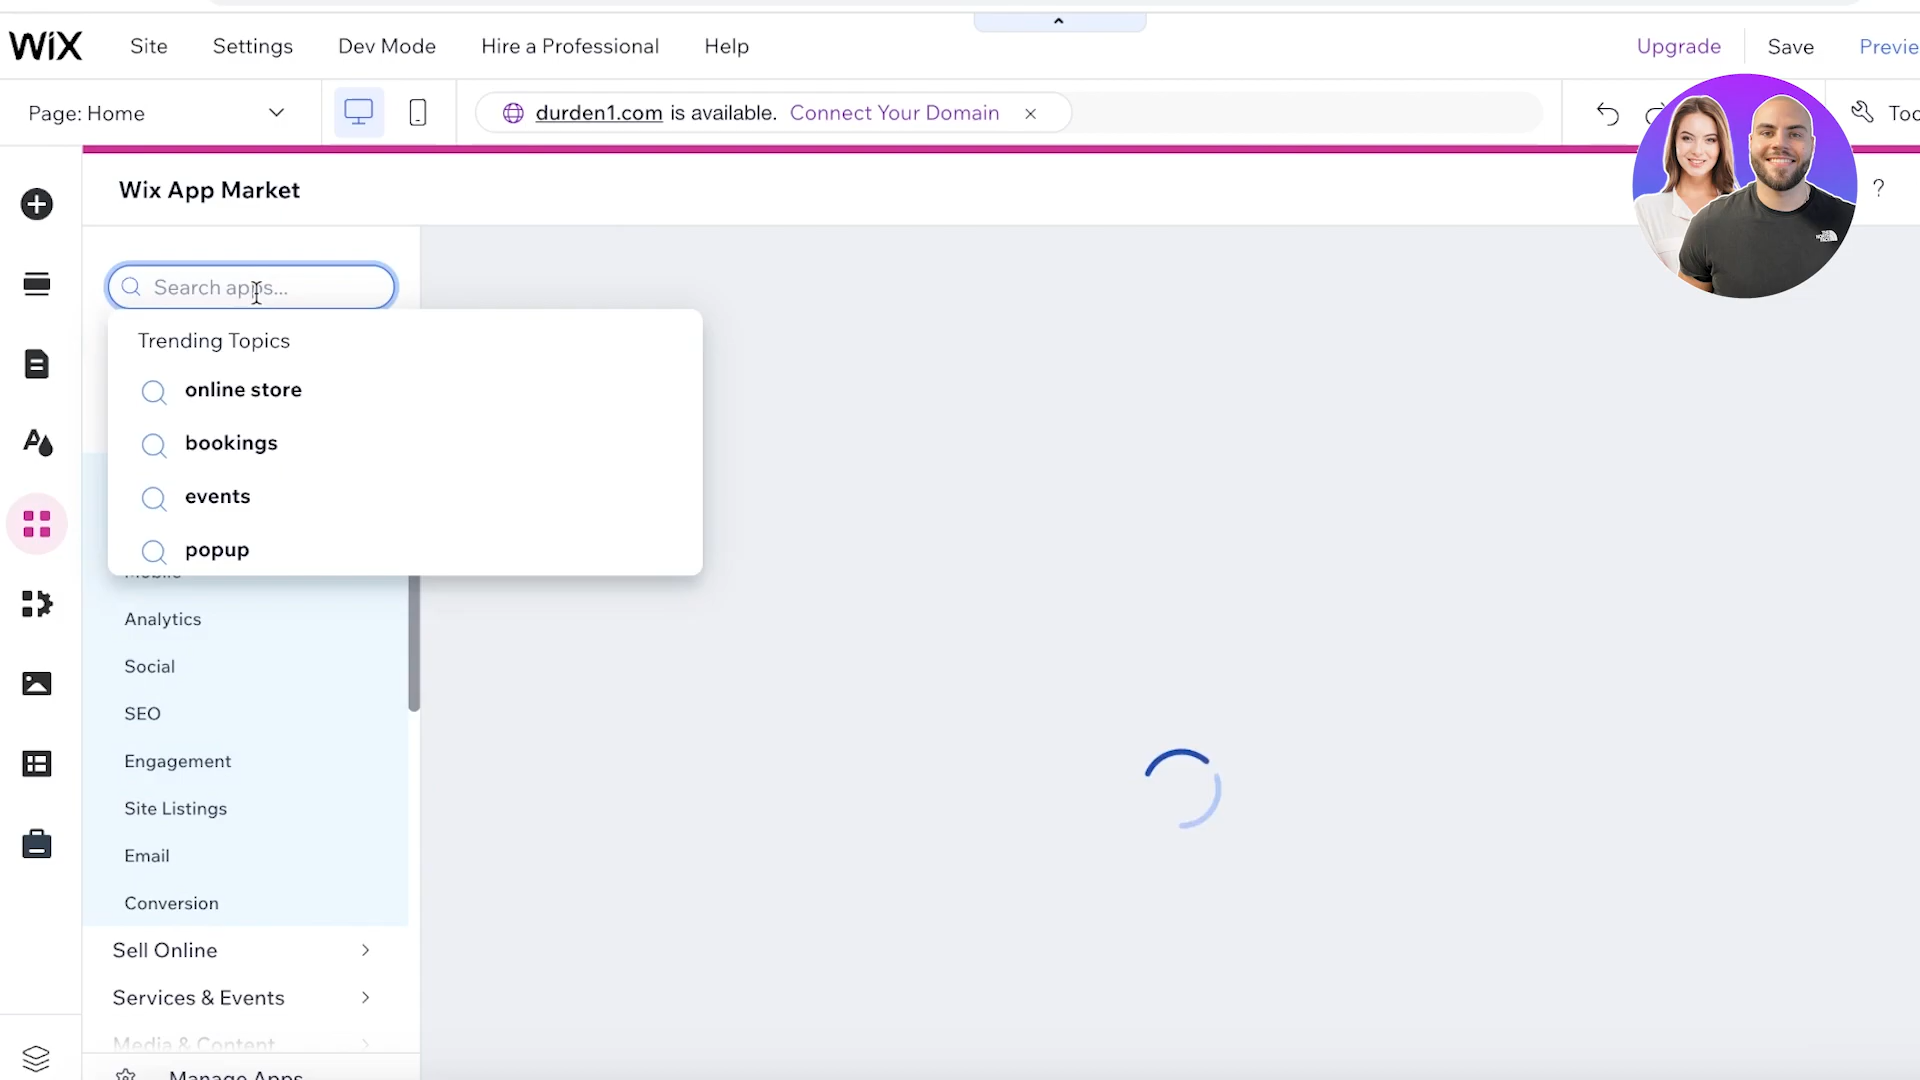 WiX
Site
Settings
Dev Mode
Hire a Professional
Help
Upgrade
Save
Previe
Page: Home
durden1.com is available. Connect Your Domain
Too
Wix App Market
?
Search apps...
Trending Topics
online store
bookings
events
popup
Mobile
Analytics
Social
SEO
Engagement
Site Listings
Email
Conversion
Sell Online
Services & Events
Media & Content
Manage Apps